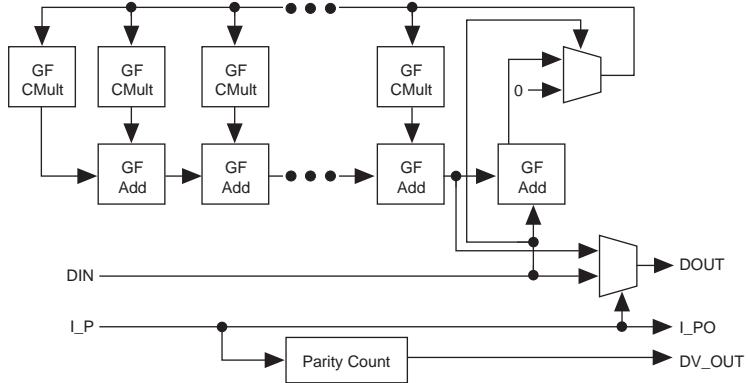 GF
CMult
GF
CMult
GF
CMult
GF
CMult
0
GF
Add
GF
Add
GF
Add
GF
Add
DIN
DOUT
I_P
I_PO
Parity Count
DV_OUT